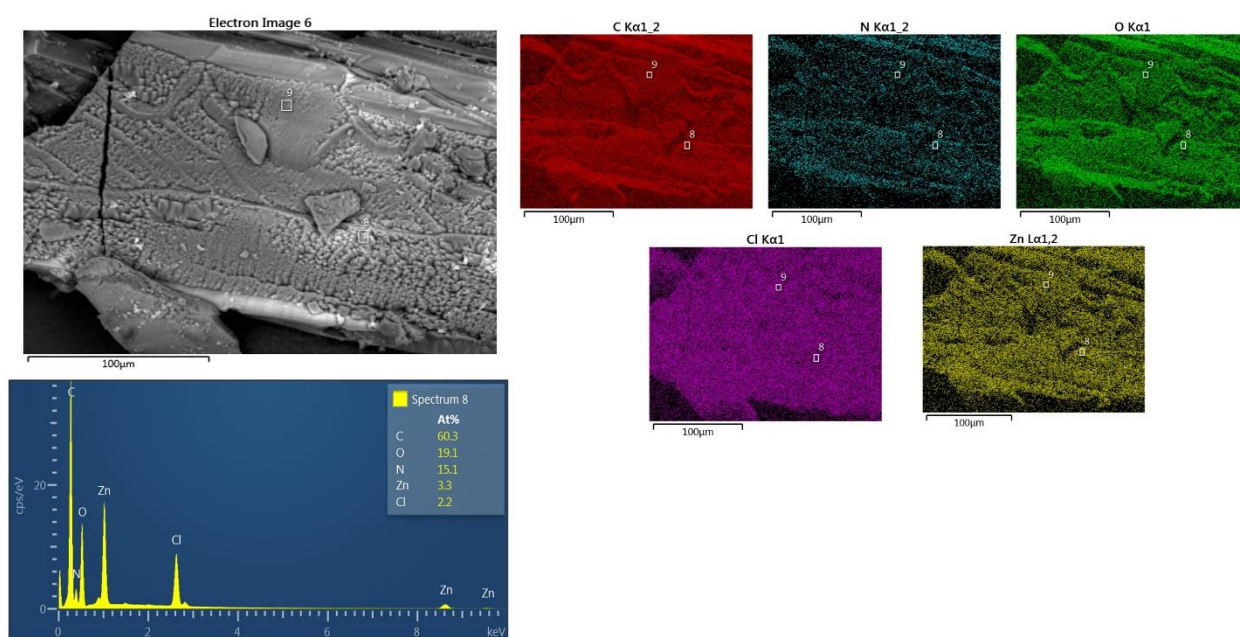 Electron Image 6
9
8
100μm
C Kα1_2
9
8
100μm
N Kα1_2
9
8
100μm
O Kα1
9
8
100μm
Cl Kα1
9
8
100μm
Zn Lα1,2
9
8
100μm
C
O
N
Zn
Cl
Zn
Zn
Spectrum 8
At%
C 60.3
O 19.1
N 15.1
Zn 3.3
Cl 2.2
cps/eV
20
0
0 2 4 6 8 keV